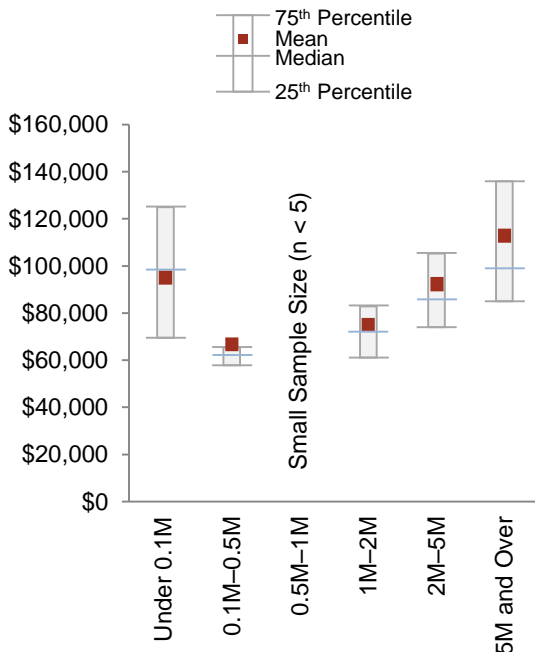 75th Percentile
Mean
Median
25th Percentile
$160,000
$140,000
$120,000
$100,000
$80,000
$60,000
$40,000
$20,000
$0
Small Sample Size (n < 5)
Under 0.1M
0.1M–0.5M
0.5M–1M
1M–2M
2M–5M
5M and Over